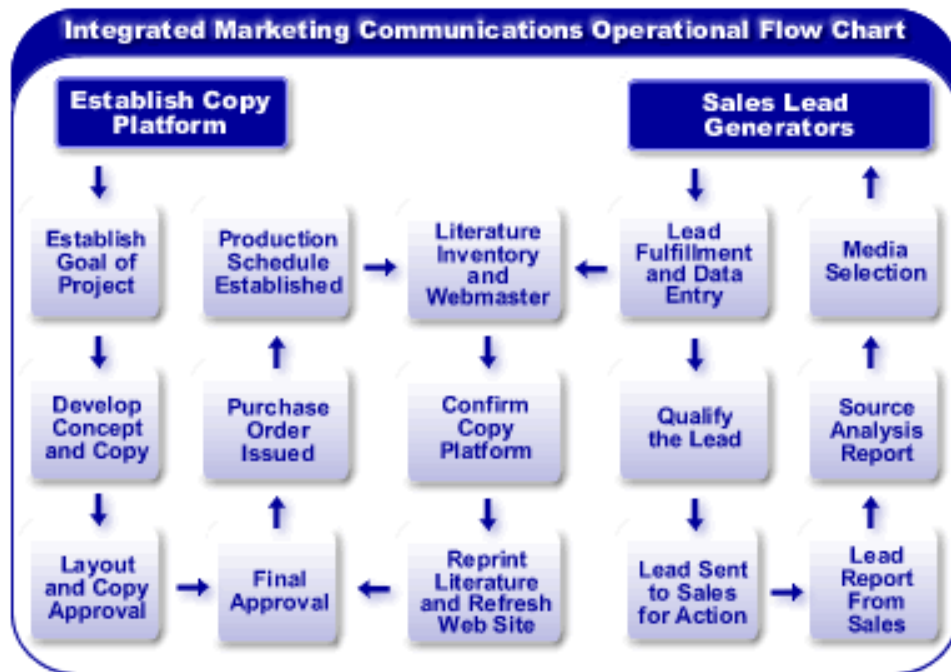 Integrated Marketing Communications Operational Flow Chart
Establish Copy
Platform
Sales Lead
Generators
Establish
Goal of
Project
Production
Schedule
Established
Literature
Inventory
and
Webmaster
Lead
Fulfillment
and Data
Entry
Media
Selection
Develop
Concept
and Copy
Purchase
Order
Issued
Confirm
Copy
Platform
Qualify
the Lead
Source
Analysis
Report
Layout
and Copy
Approval
Final
Approval
Reprint
Literature
and Refresh
Web Site
Lead Sent
to Sales
for Action
Lead
Report
From
Sales